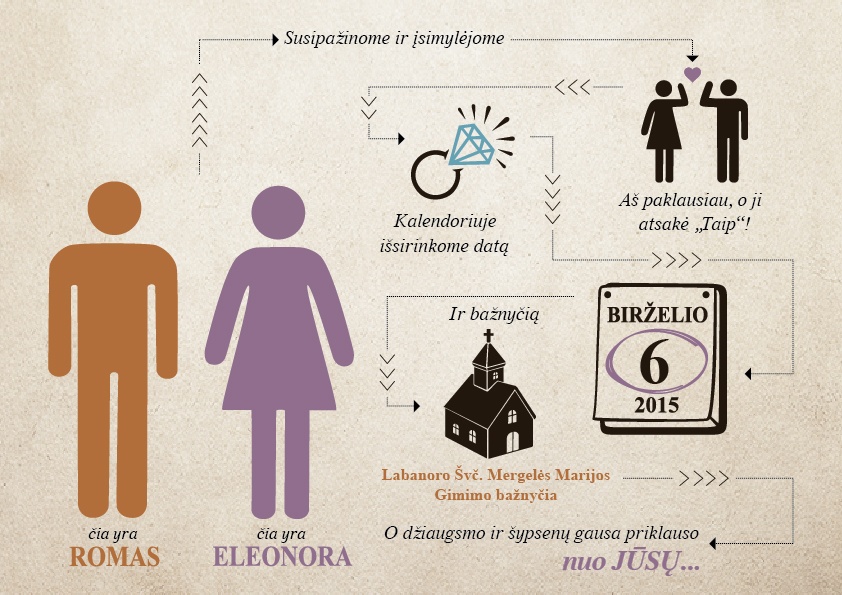 Susipažinome ir įsimylėjome
Aš paklausiau, o ji
atsakė „Taip“!
Kalendoriuje
išsirinkome datą
BIRŽELIO
6
2015
Ir bažnyčią
Labanoro Švč. Mergelės Marijos
Gimimo bažnyčia
čia yra
ROMAS
čia yra
ELEONORA
O džiaugsmo ir šypsenų gausa priklauso
nuo JŪSŲ...